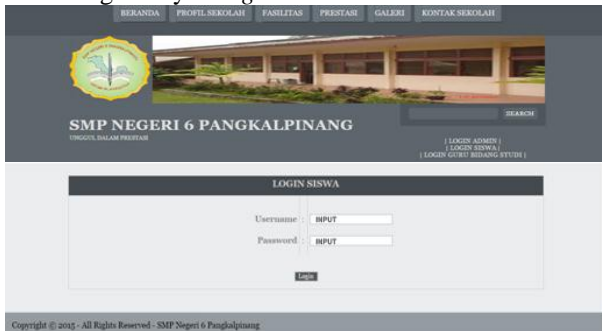 BERANDA PROFIL SEKOLAH FASILITAS PRESTASI GALERI KONTAK SEKOLAH
SEARCH
SMP NEGERI 6 PANGKALPINANG
UNGGUL DALAM PRESTASI
| LOGIN ADMIN |
| LOGIN SISWA |
| LOGIN GURU BIDANG STUDI |
LOGIN SISWA
Username : INPUT
Password : INPUT
Login
Copyright © 2015 - All Rights Reserved - SMP Negeri 6 Pangkalpinang